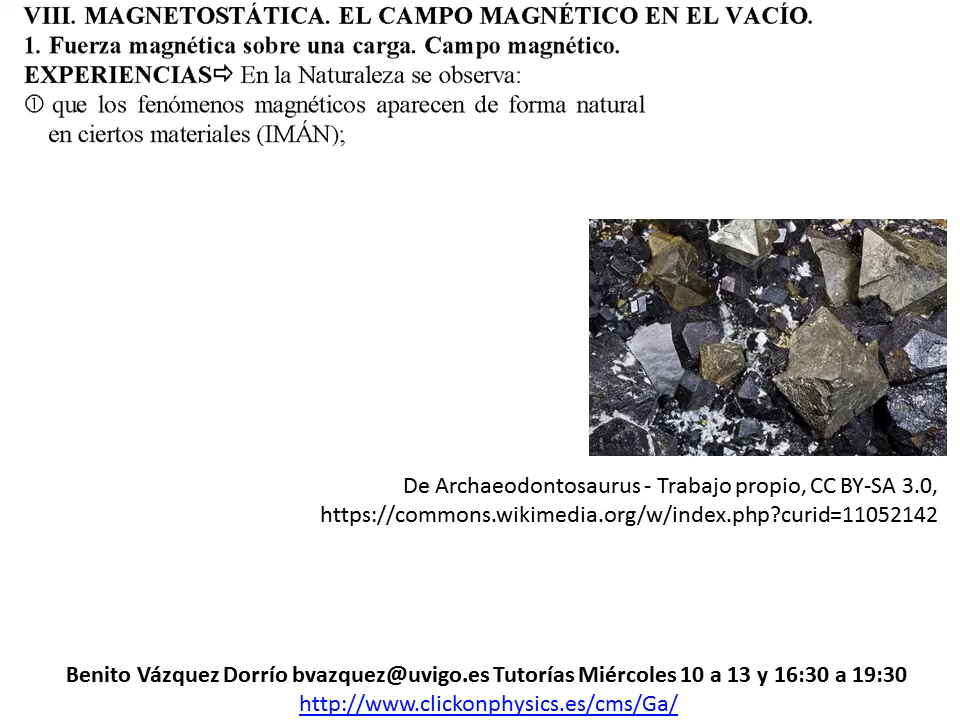 VIII. MAGNETOSTÁTICA. EL CAMPO MAGNÉTICO EN EL VACÍO.
1. Fuerza magnética sobre una carga. Campo magnético.
EXPERIENCIAS⇨ En la Naturaleza se observa:
① que los fenómenos magnéticos aparecen de forma natural
en ciertos materiales (IMÁN);
De Archaeodontosaurus - Trabajo propio, CC BY-SA 3.0,
https://commons.wikimedia.org/w/index.php?curid=11052142
Benito Vázquez Dorrío bvazquez@uvigo.es Tutorías Miércoles 10 a 13 y 16:30 a 19:30
http://www.clickonphysics.es/cms/Ga/